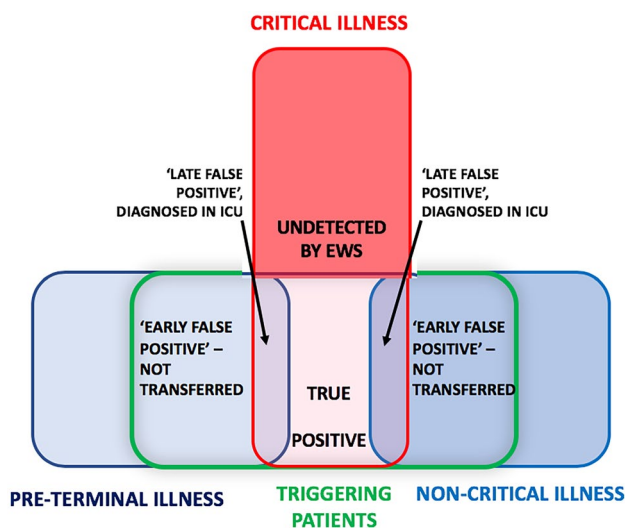 CRITICAL ILLNESS
‘LATE FALSE
POSITIVE’,
DIAGNOSED IN ICU
‘LATE FALSE
POSITIVE’,
DIAGNOSED IN ICU
UNDETECTED
BY EWS
‘EARLY FALSE
POSITIVE’ –
NOT
TRANSFERRED
TRUE
POSITIVE
‘EARLY FALSE
POSITIVE’ –
NOT
TRANSFERRED
PRE-TERMINAL ILLNESS
TRIGGERING
PATIENTS
NON-CRITICAL ILLNESS